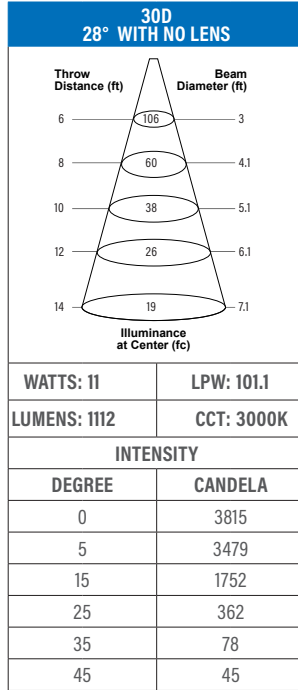 30D
28° WITH NO LENS
Throw Distance (ft)
Beam Diameter (ft)
6 106 3
8 60 4.1
10 38 5.1
12 26 6.1
14 19 7.1
Illuminance
at Center (fc)
WATTS: 11 LPW: 101.1
LUMENS: 1112 CCT: 3000K
INTENSITY
DEGREE CANDELA
0 3815
5 3479
15 1752
25 362
35 78
45 45